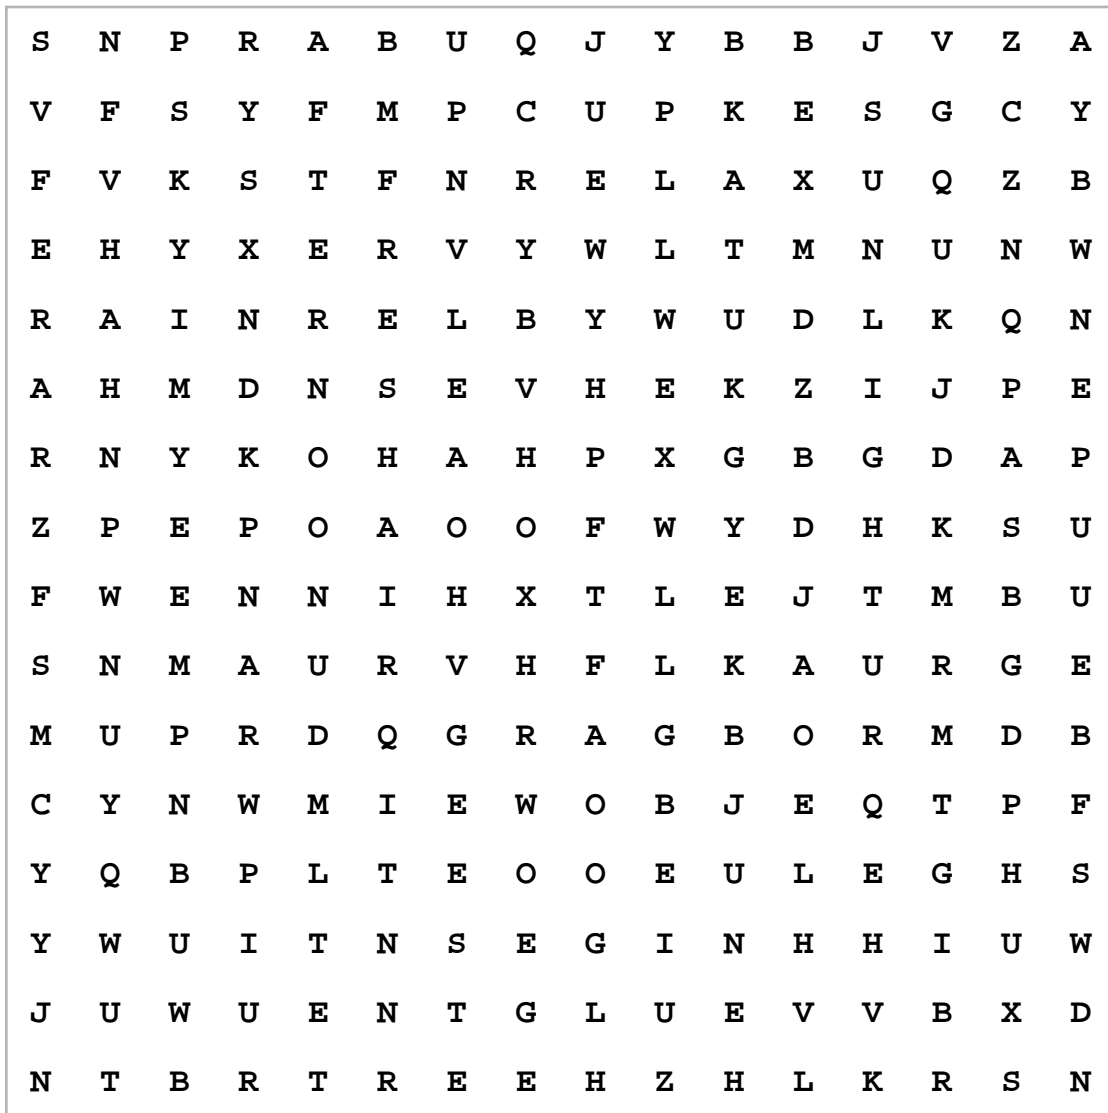 S N P R A B U Q J Y B B J V Z A
V F S Y F M P C U P K E S G C Y
F V K S T F N R E L A X U Q Z B
E H Y X E R V Y W L T M N U N W
R A I N R E L B Y W U D L K Q N
A H M D N S E V H E K Z I J P E
R N Y K O H A H P X G B G D A P
Z P E P O A O O F W Y D H K S U
F W E N N I H X T L E J T M B U
S N M A U R V H F L K A U R G E
M U P R D Q G R A G B O R M D B
C Y N W M I E W O B J E Q T P F
Y Q B P L T E O O E U L E G H S
Y W U I T N S E G I N H H I U W
J U W U E N T G L U E V V B X D
N T B R T R E E H Z H L K R S N